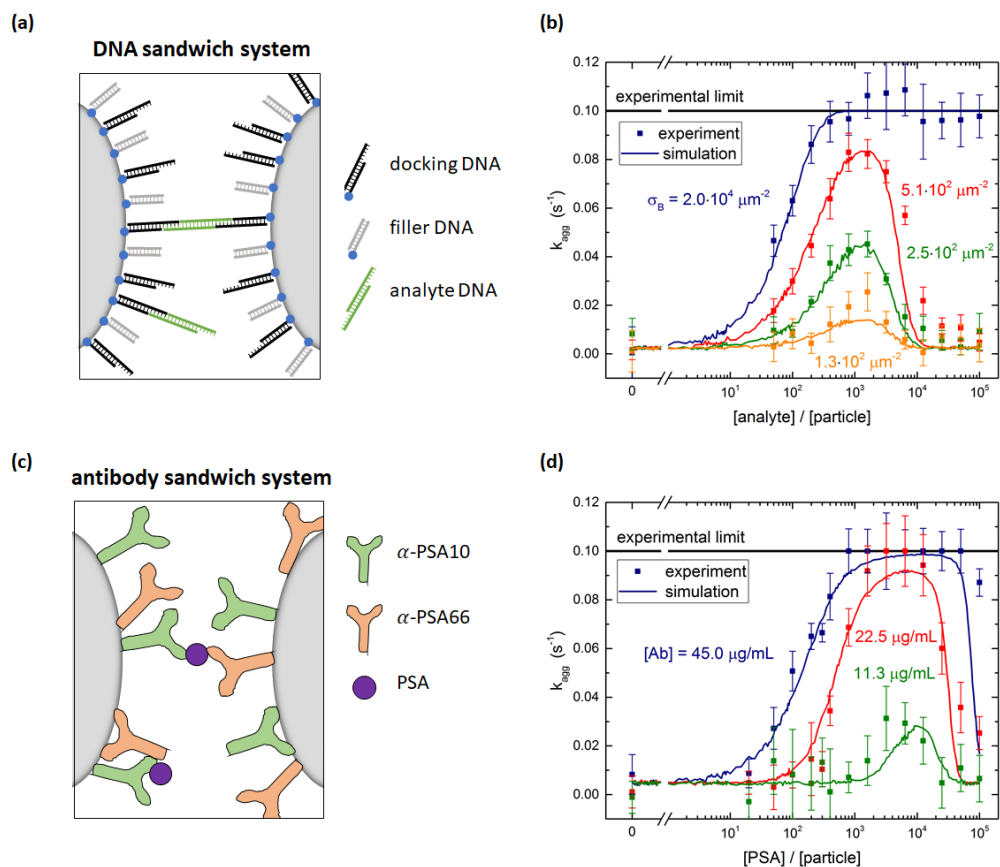 (a)
DNA sandwich system
docking DNA
filler DNA
analyte DNA
(b)
0.12
0.10
0.08
0.06
0.04
0.02
0.00
k_agg (s⁻¹)
experimental limit
experiment
simulation
σ_B = 2.0·10⁴ μm⁻²
5.1·10² μm⁻²
2.5·10² μm⁻²
1.3·10² μm⁻²
0 10¹ 10² 10³ 10⁴ 10⁵
[analyte] / [particle]
(c)
antibody sandwich system
α-PSA10
α-PSA66
PSA
(d)
0.12
0.10
0.08
0.06
0.04
0.02
0.00
k_agg (s⁻¹)
experimental limit
experiment
simulation
[Ab] = 45.0 μg/mL
22.5 μg/mL
11.3 μg/mL
0 10¹ 10² 10³ 10⁴ 10⁵
[PSA] / [particle]